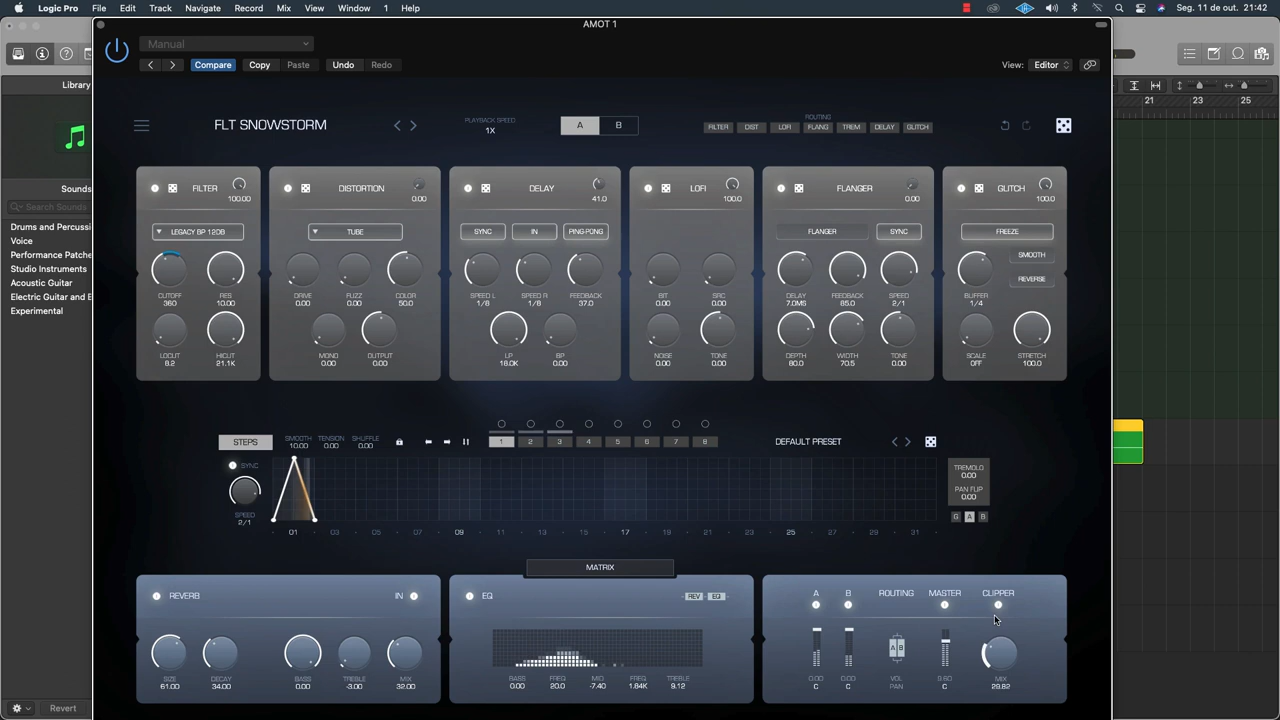 Logic Pro File Edit Track Navigate Record Mix View Window 1 Help Seg. 11 de out. 21:42
AMOT 1
Manual
Compare Copy Paste Undo Redo View: Editor
Library
21 23 25
FLT SNOWSTORM
PLAYBACK SPEED
1X
A B
ROUTING
FILTER DIST LOFI FLANG TREM DELAY GLITCH
FILTER 100.00
DISTORTION 0.00
DELAY 41.0
LOFI 100.0
FLANGER 0.00
GLITCH 100.0
LEGACY BP 12DB TUBE SYNC IN PING-PONG FLANGER SYNC FREEZE
SMOOTH
REVERSE
CUTOFF RES DRIVE FUZZ COLOR SPEED L SPEED R FEEDBACK BIT SRC DELAY FEEDBACK SPEED BUFFER
360 10.00 0.00 0.00 50.0 1/8 1/8 37.0 0.00 0.00 7.0MS 85.0 2/1 1/4
LOCUT HICUT MONO OUTPUT LP BP NOISE TONE DEPTH WIDTH TONE SCALE STRETCH
8.2 21.1K 0.00 0.00 18.0K 0.00 0.00 0.00 60.0 70.5 0.00 OFF 100.0
Sounds
Search Sounds
Drums and Percussi
Voice
Performance Patche
Studio Instruments
Acoustic Guitar
Electric Guitar and E
Experimental
STEPS
SMOOTH TENSION SHUFFLE
10.00 0.00 0.00
1 2 3 4 5 6 7 8
DEFAULT PRESET
SYNC
SPEED
2/1
TREMOLO
0.00
PAN FLIP
0.00
G A B
01 03 05 07 09 11 13 15 17 19 21 23 25 27 29 31
MATRIX
REVERB IN
SIZE DECAY BASS TREBLE MIX
61.00 34.00 0.00 -3.00 32.00
EQ REV EQ
BASS FREQ MID FREQ TREBLE
0.00 20.0 -7.40 1.84K 9.12
A B ROUTING MASTER CLIPPER
A B
0.00 0.00 VOL MIX
C C PAN C 29.82
Revert